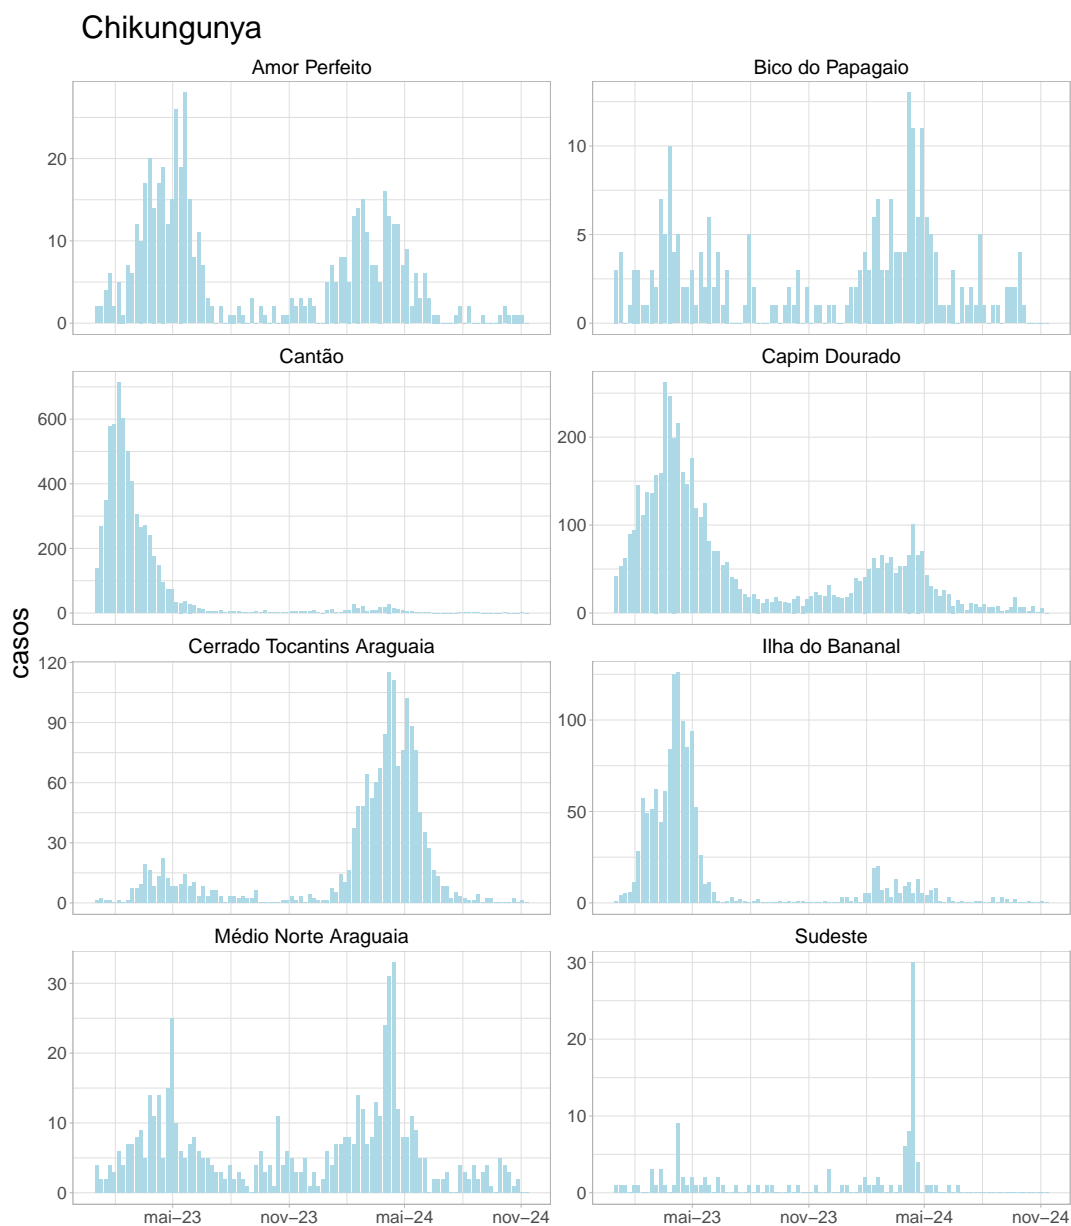 Chikungunya
Amor Perfeito
Bico do Papagaio
20
10
0
10
5
0
Cantão
Capim Dourado
600
400
200
0
200
100
0
casos
Cerrado Tocantins Araguaia
Ilha do Bananal
120
90
60
30
0
100
50
0
Médio Norte Araguaia
Sudeste
30
20
10
0
30
20
10
0
mai–23 nov–23 mai–24 nov–24
mai–23 nov–23 mai–24 nov–24